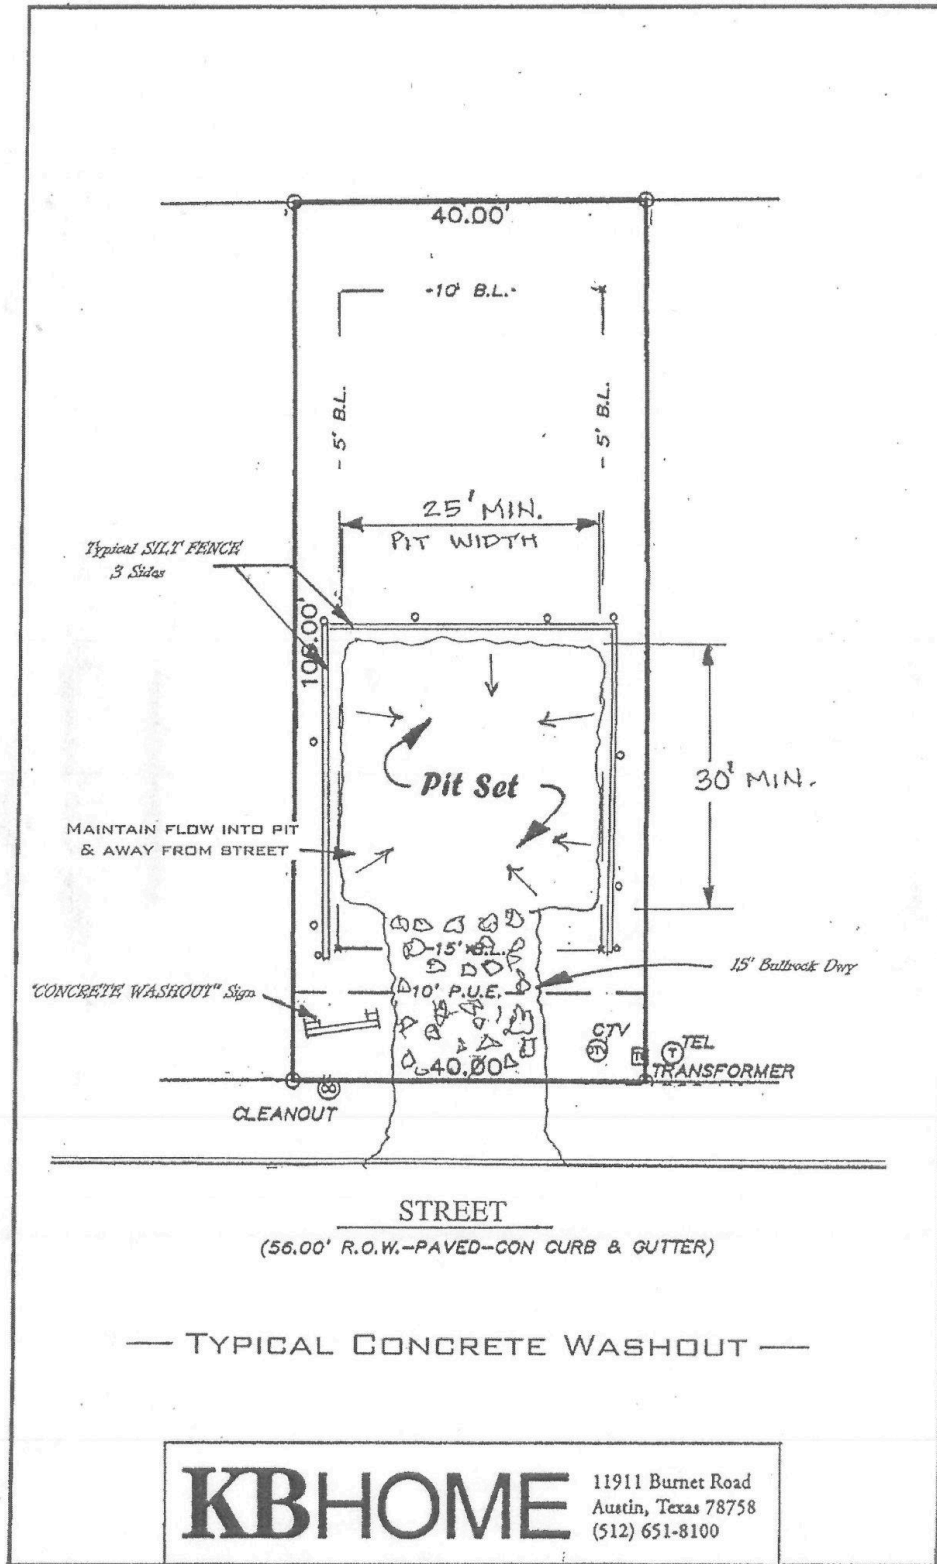 40.00'
-10' B.L.-
- 5' B.L.
- 5' B.L.
25' MIN.
PIT WIDTH
Typical SILT FENCE
3 Sides
30' MIN.
Pit Set
MAINTAIN FLOW INTO PIT
& AWAY FROM STREET
-15' B.L.
15' Bullrock Dwy
10' P.U.E.
"CONCRETE WASHOUT" Sign
CTV
T
TEL
TRANSFORMER
40.00
CLEANOUT
STREET
(56.00' R.O.W.-PAVED-CON CURB & GUTTER)
— TYPICAL CONCRETE WASHOUT —
KB HOME
11911 Burnet Road
Austin, Texas 78758
(512) 651-8100